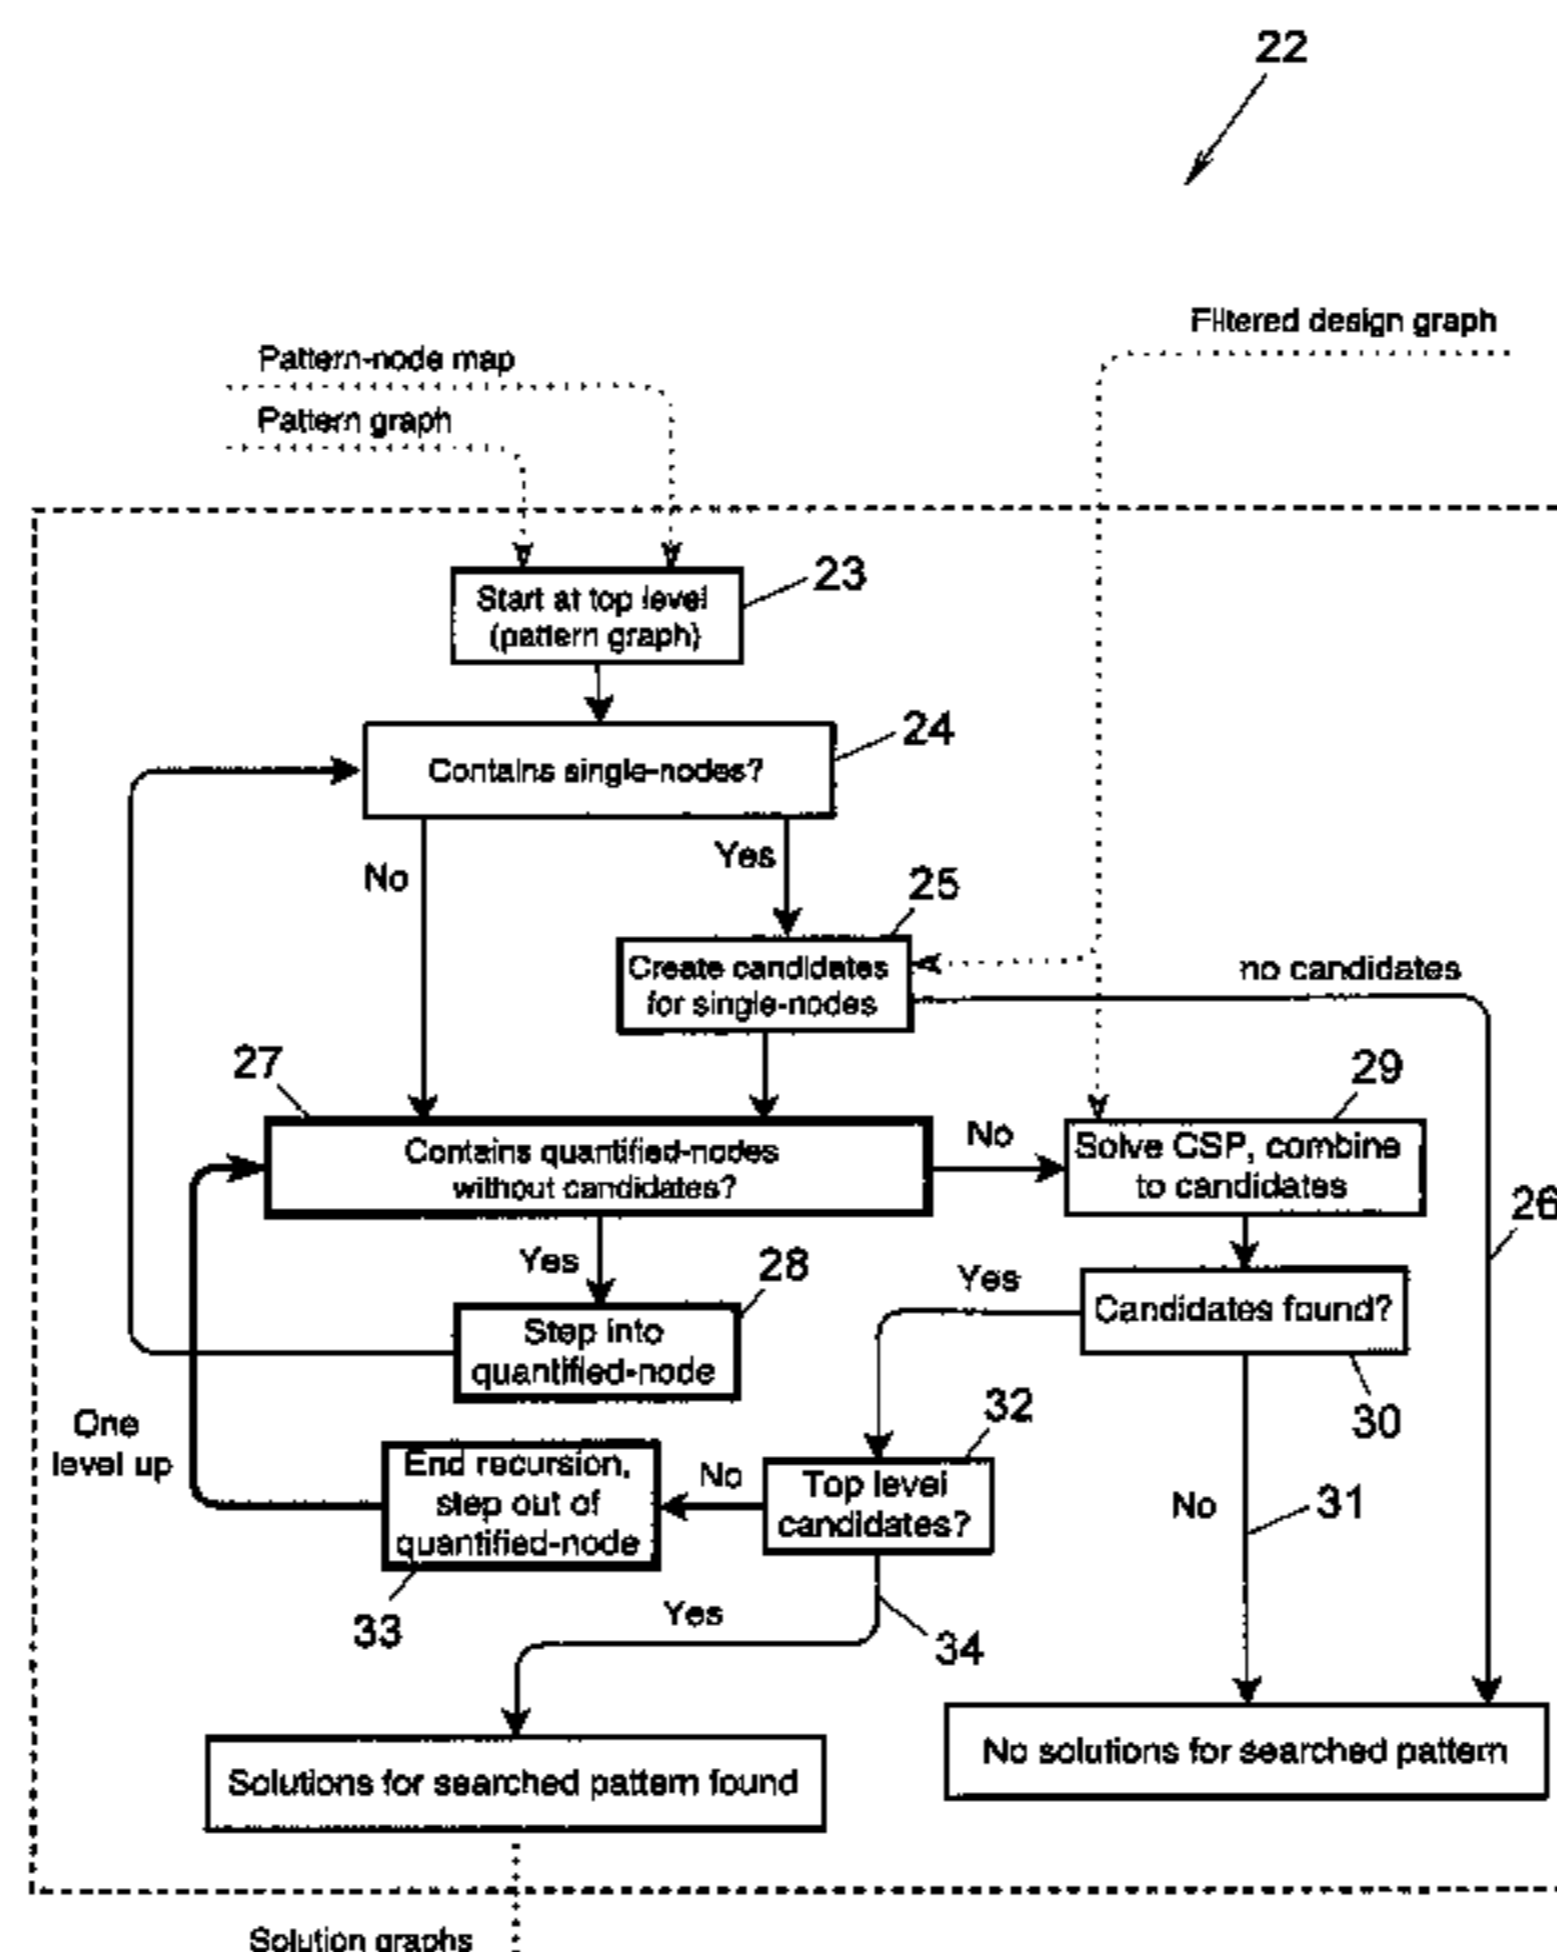 22
Filtered design graph
Pattern-node map
Pattern graph
23
Start at top level
(pattern graph)
24
Contains single-nodes?
No
Yes
25
Create candidates
for single-nodes
no candidates
27
29
Contains quantified-nodes
without candidates?
No
Solve CSP, combine
to candidates
26
Yes
28
Yes
Candidates found?
Step into
quantified-node
30
One
level up
32
End recursion,
step out of
quantified-node
No
Top level
candidates?
No
31
33
Yes
34
Solutions for searched pattern found
No solutions for searched pattern
Solution graphs